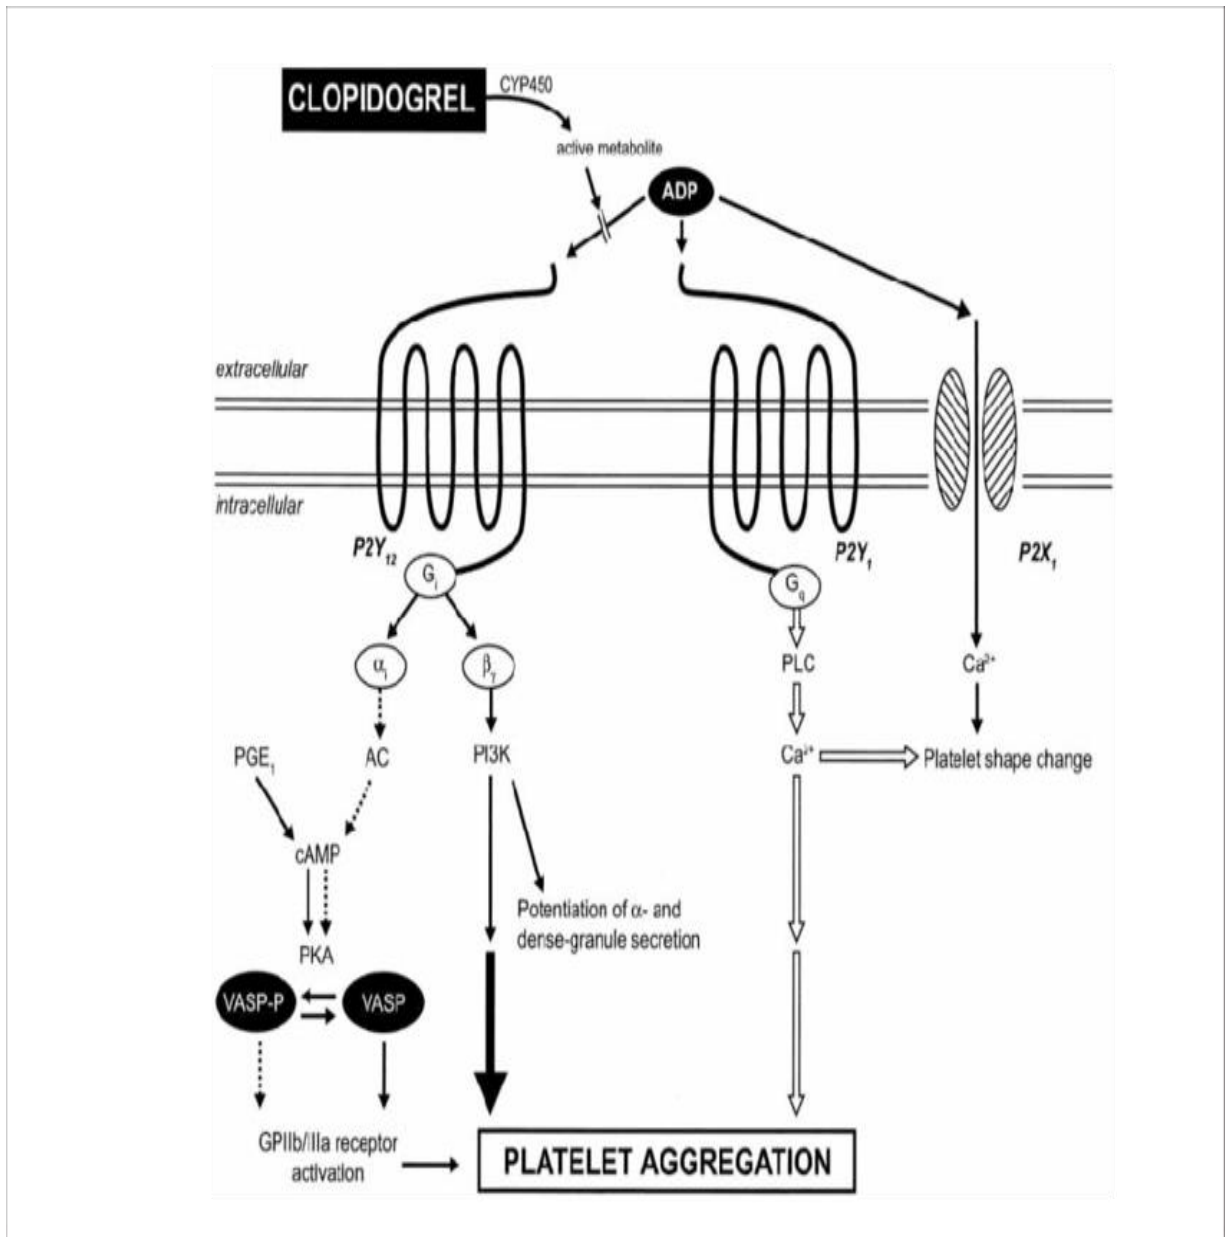 CLOPIDOGREL
CYP450
active metabolite
ADP
extracellular
intracellular
P2Y₁₂
P2Y₁
P2X₁
Gᵢ
G_q
αᵢ
βᵧ
PLC
Ca²⁺
PGE₁
AC
PI3K
Ca²⁺
Platelet shape change
cAMP
Potentiation of α- and
dense-granule secretion
PKA
VASP-P
VASP
GPIIb/IIIa receptor
activation
PLATELET AGGREGATION